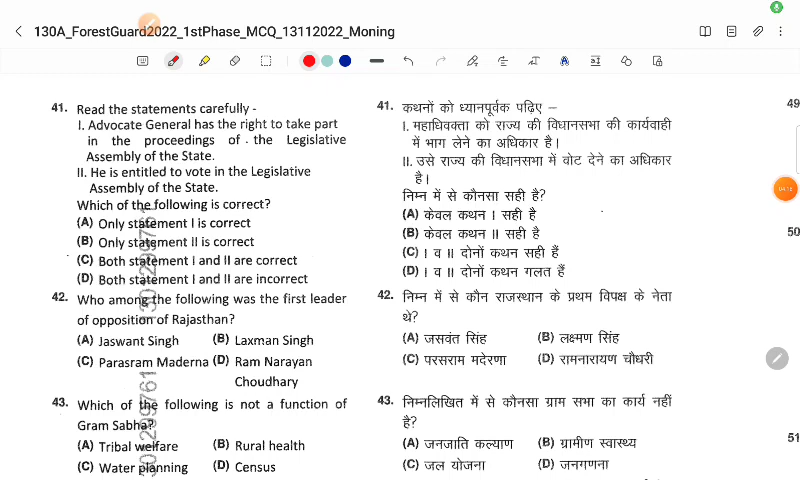 130A_ForestGuard2022_1stPhase_MCQ_13112022_Moning
41. Read the statements carefully -
I. Advocate General has the right to take part
in the proceedings of the Legislative
Assembly of the State.
II. He is entitled to vote in the Legislative
Assembly of the State.
Which of the following is correct?
(A) Only statement I is correct
(B) Only statement II is correct
(C) Both statement I and II are correct
(D) Both statement I and II are incorrect
42. Who among the following was the first leader
of opposition of Rajasthan?
(A) Jaswant Singh (B) Laxman Singh
(C) Parasram Maderna (D) Ram Narayan
Choudhary
43. Which of the following is not a function of
Gram Sabha?
(A) Tribal welfare (B) Rural health
(C) Water planning (D) Census
1301299761
301299761
41. कथनों को ध्यानपूर्वक पढ़िए –
I. महाधिवक्ता को राज्य की विधानसभा की कार्यवाही
में भाग लेने का अधिकार है।
II. उसे राज्य की विधानसभा में वोट देने का अधिकार
है।
निम्न में से कौनसा सही है?
(A) केवल कथन I सही है
(B) केवल कथन II सही है
(C) I व II दोनों कथन सही हैं
(D) I व II दोनों कथन गलत हैं
42. निम्न में से कौन राजस्थान के प्रथम विपक्ष के नेता
थे?
(A) जसवंत सिंह (B) लक्ष्मण सिंह
(C) परसराम मदेरणा (D) रामनारायण चौधरी
43. निम्नलिखित में से कौनसा ग्राम सभा का कार्य नहीं
है?
(A) जनजाति कल्याण (B) ग्रामीण स्वास्थ्य
(C) जल योजना (D) जनगणना
49
50
51